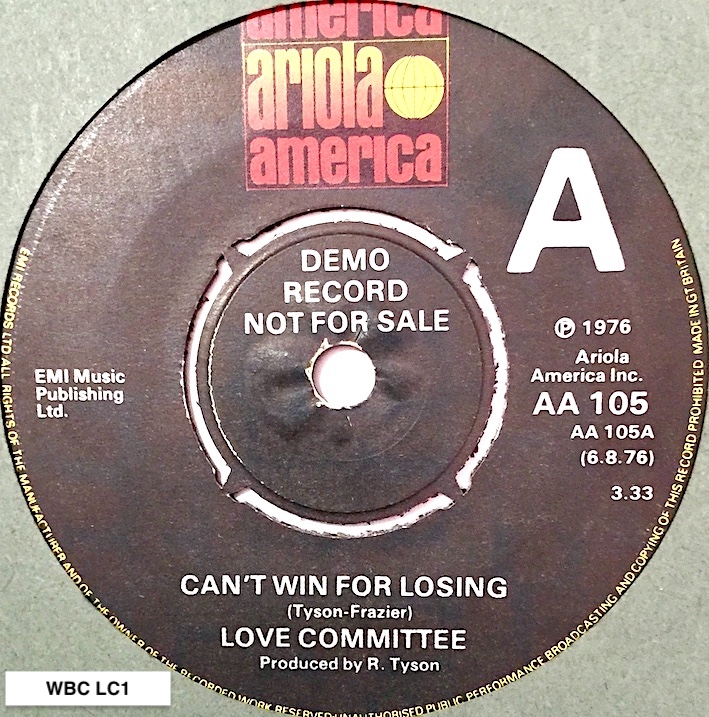 america
ariola
america
A
DEMO
RECORD
NOT FOR SALE
℗ 1976
Ariola
America Inc.
AA 105
AA 105A
(6.8.76)
3.33
EMI Music
Publishing
Ltd.
CAN'T WIN FOR LOSING
(Tyson-Frazier)
LOVE COMMITTEE
Produced by R. Tyson
EMI RECORDS LTD ALL RIGHTS OF THE MANUFACTURER AND OF THE OWNER OF THE RECORDED WORK RESERVED·UNAUTHORISED PUBLIC PERFORMANCE BROADCASTING AND COPYING OF THIS RECORD PROHIBITED MADE IN GT BRITAIN
WBC LC1